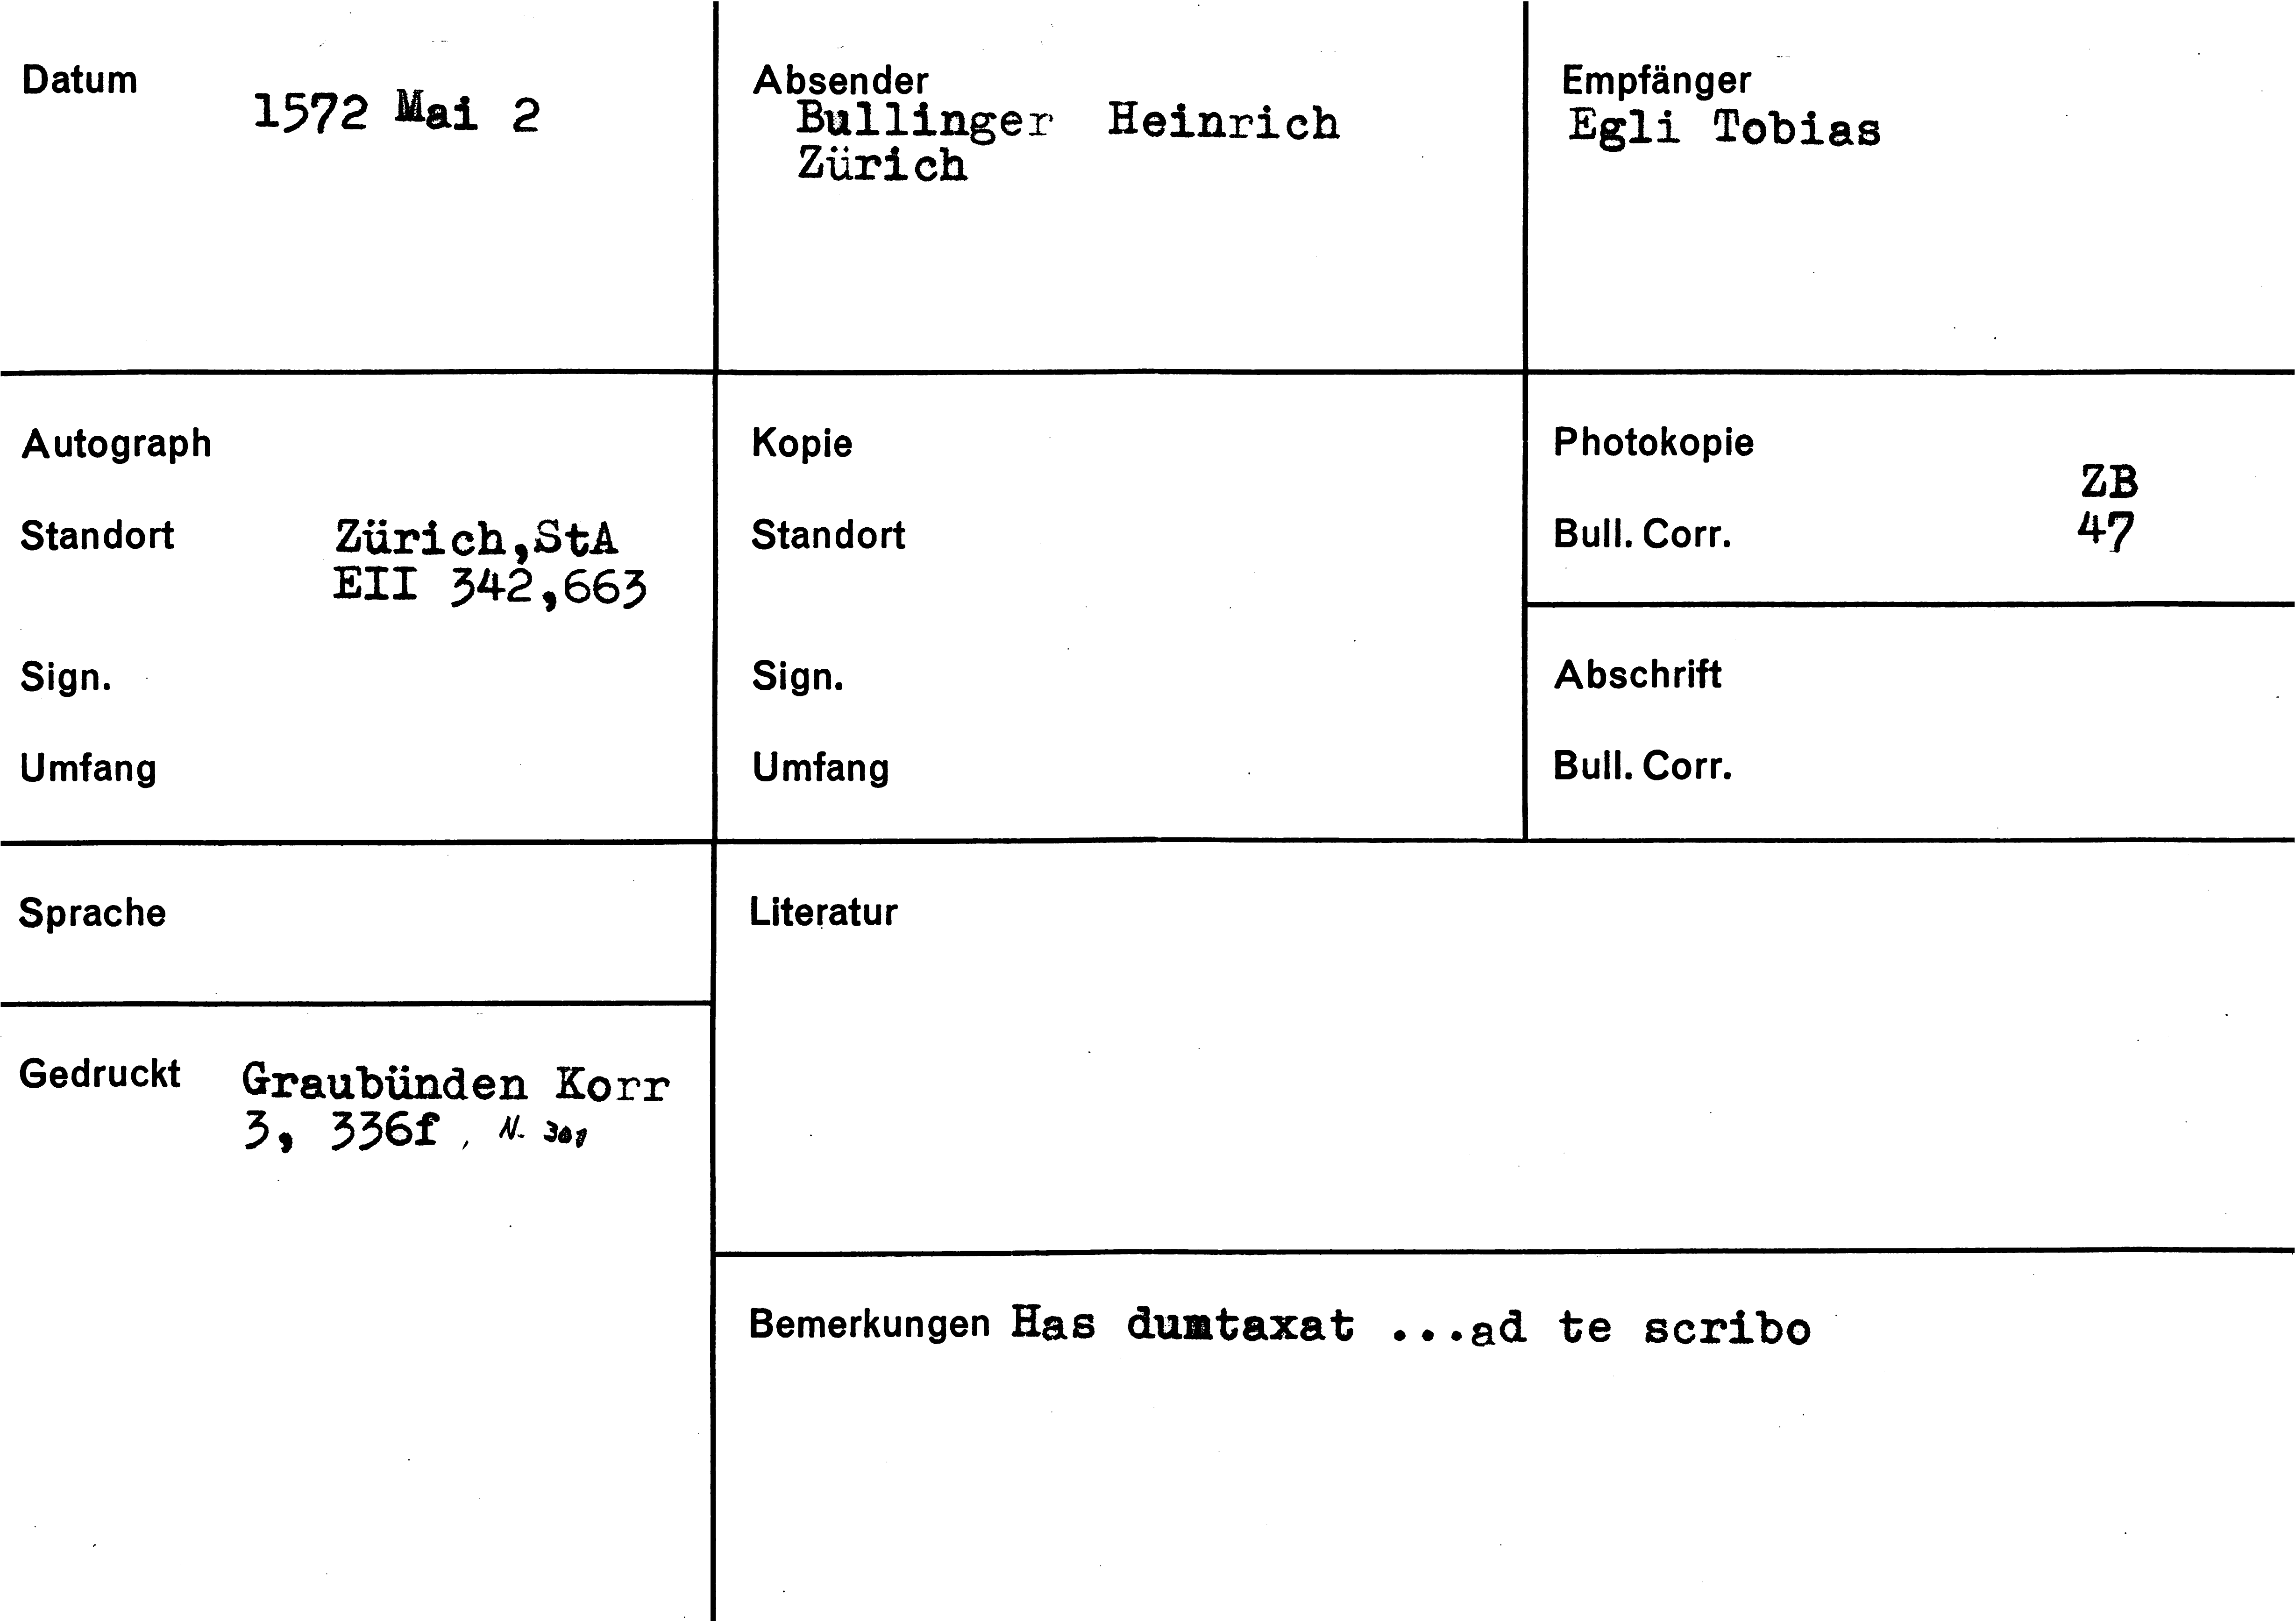 Datum
1572 Mai 2
Absender
Bullinger Heinrich
Zürich
Empfänger
Egli Tobias
Autograph
Standort Zürich,StA
EII 342,663
Sign.
Umfang
Kopie
Standort
Sign.
Umfang
Photokopie
ZB
Bull. Corr. 47
Abschrift
Bull. Corr.
Sprache
Literatur
Gedruckt Graubünden Korr
3, 336f, N.
Bemerkungen Has dumtaxat ...ad te scribo